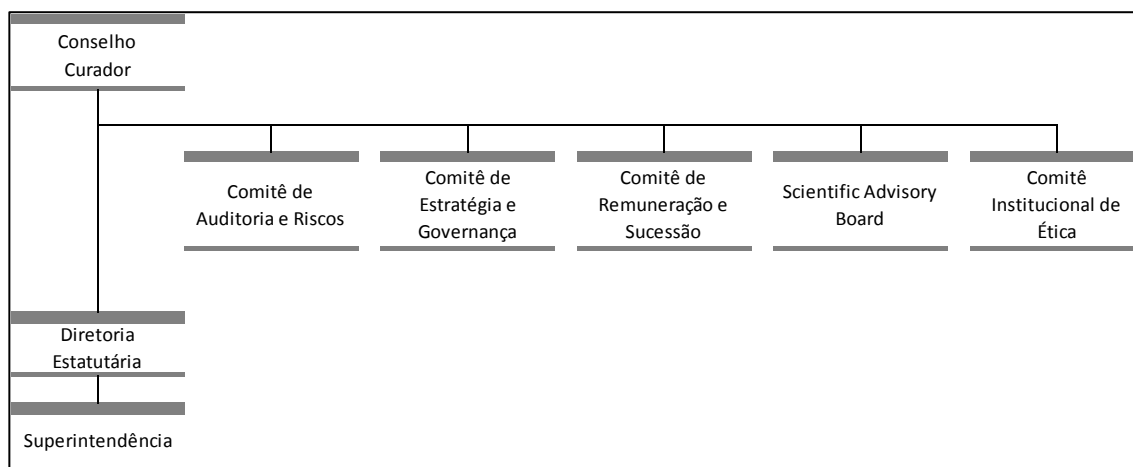 Conselho
Curador
Comitê de
Auditoria e Riscos
Comitê de
Estratégia e
Governança
Comitê de
Remuneração e
Sucessão
Scientific Advisory
Board
Comitê
Institucional de
Ética
Diretoria
Estatutária
Superintendência